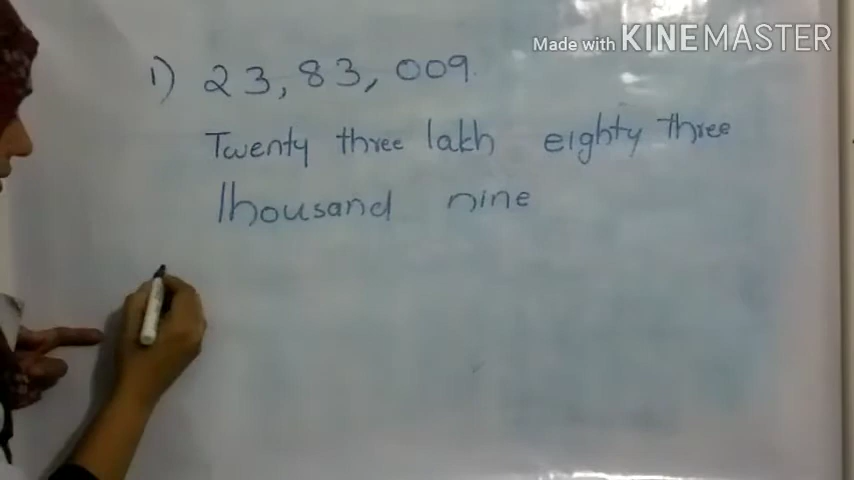 Made with KINEMASTER
1) 23,83,009.
Twenty three lakh eighty three
thousand nine